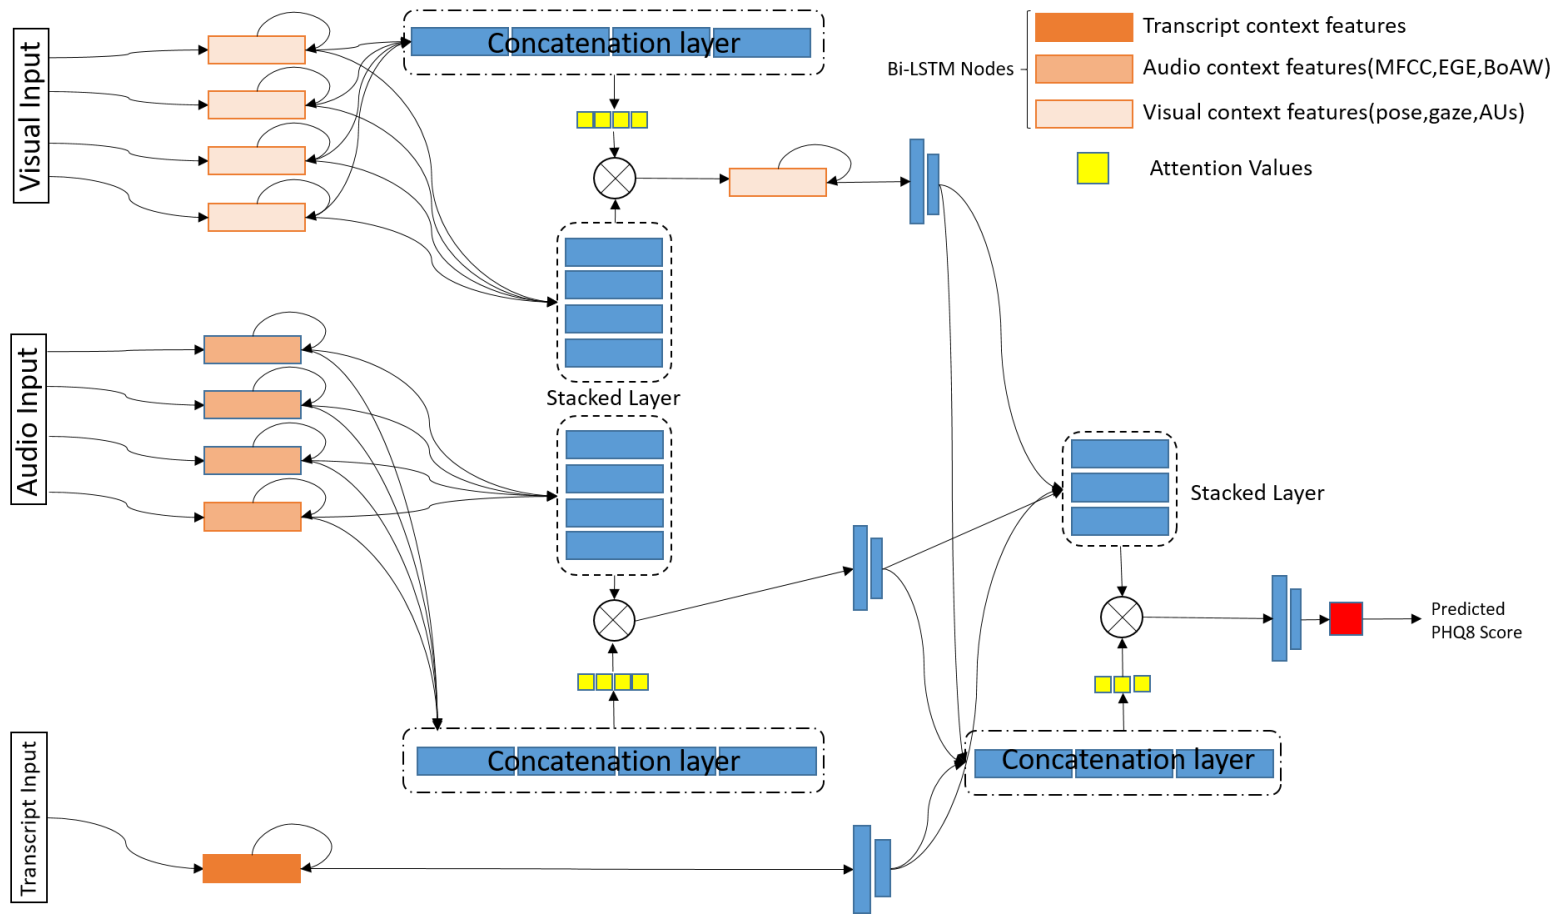 Visual Input
Concatenation layer
Bi-LSTM Nodes
Transcript context features
Audio context features(MFCC,EGE,BoAW)
Visual context features(pose,gaze,AUs)
Attention Values
Audio Input
Stacked Layer
Stacked Layer
Predicted
PHQ8 Score
Transcript Input
Concatenation layer
Concatenation layer